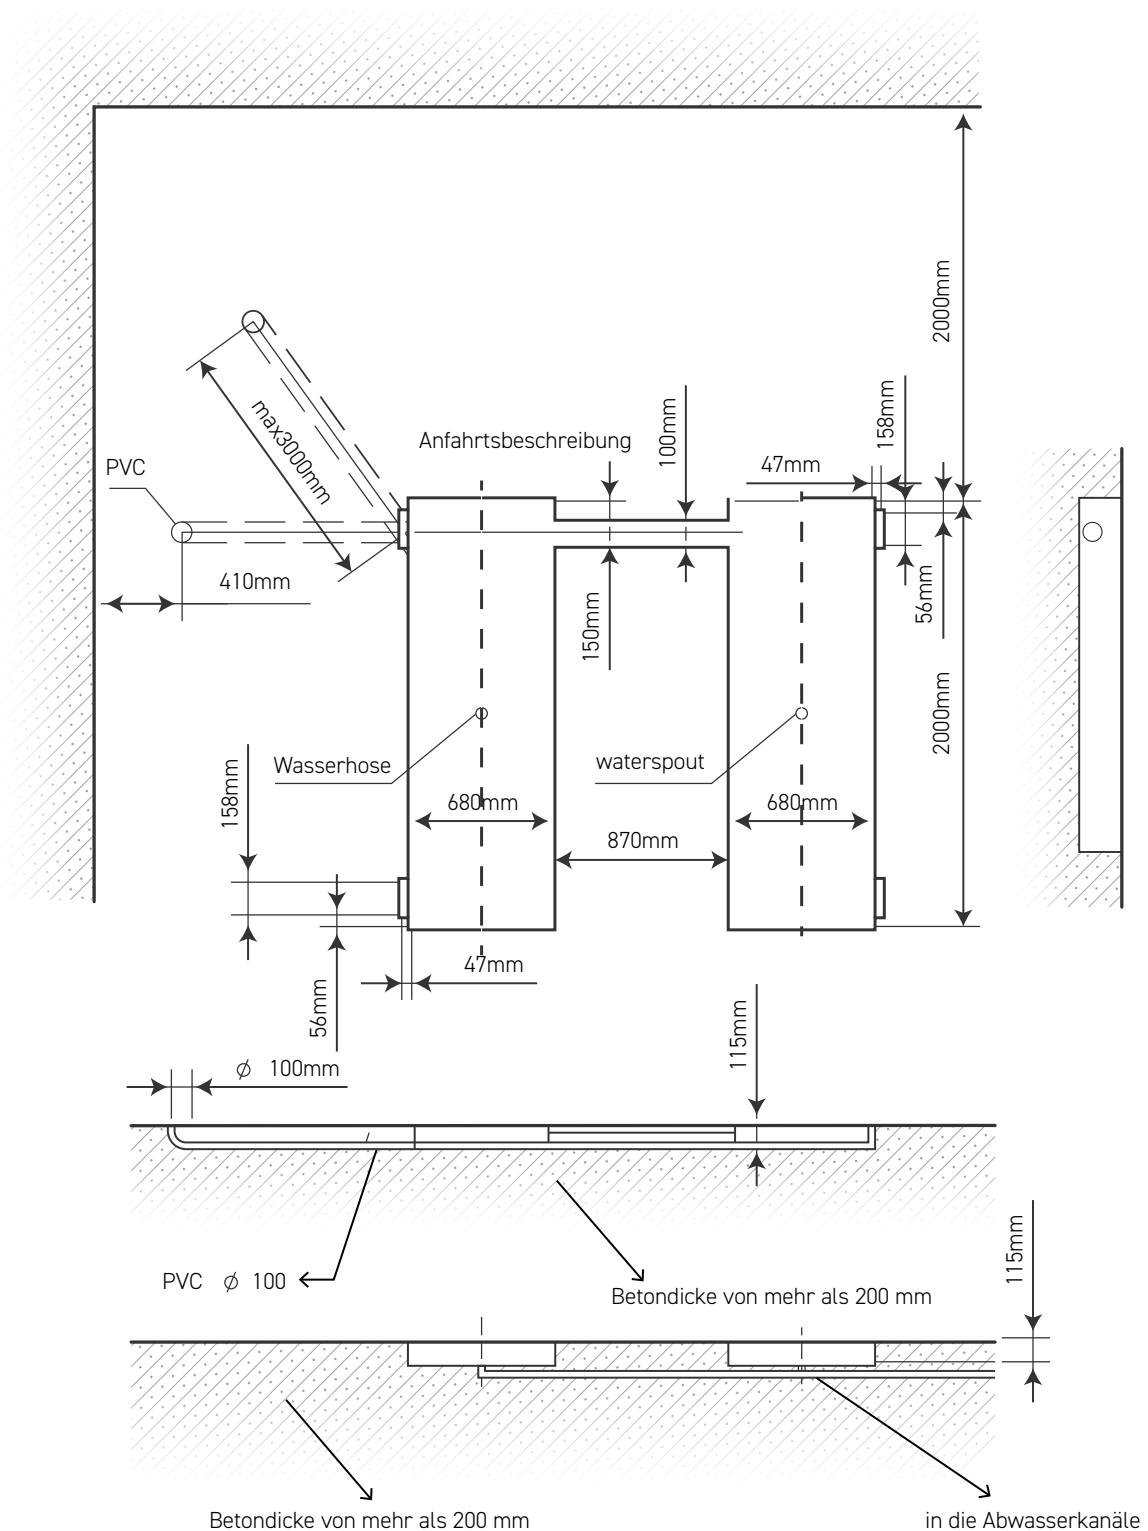 2000mm
max3000mm
Anfahrtsbeschreibung
100mm
158mm
47mm
PVC
410mm
150mm
56mm
2000mm
Wasserhose
waterspout
158mm
680mm
680mm
870mm
47mm
56mm
115mm
ϕ 100mm
PVC ϕ 100
115mm
Betondicke von mehr als 200 mm
Betondicke von mehr als 200 mm
in die Abwasserkanäle